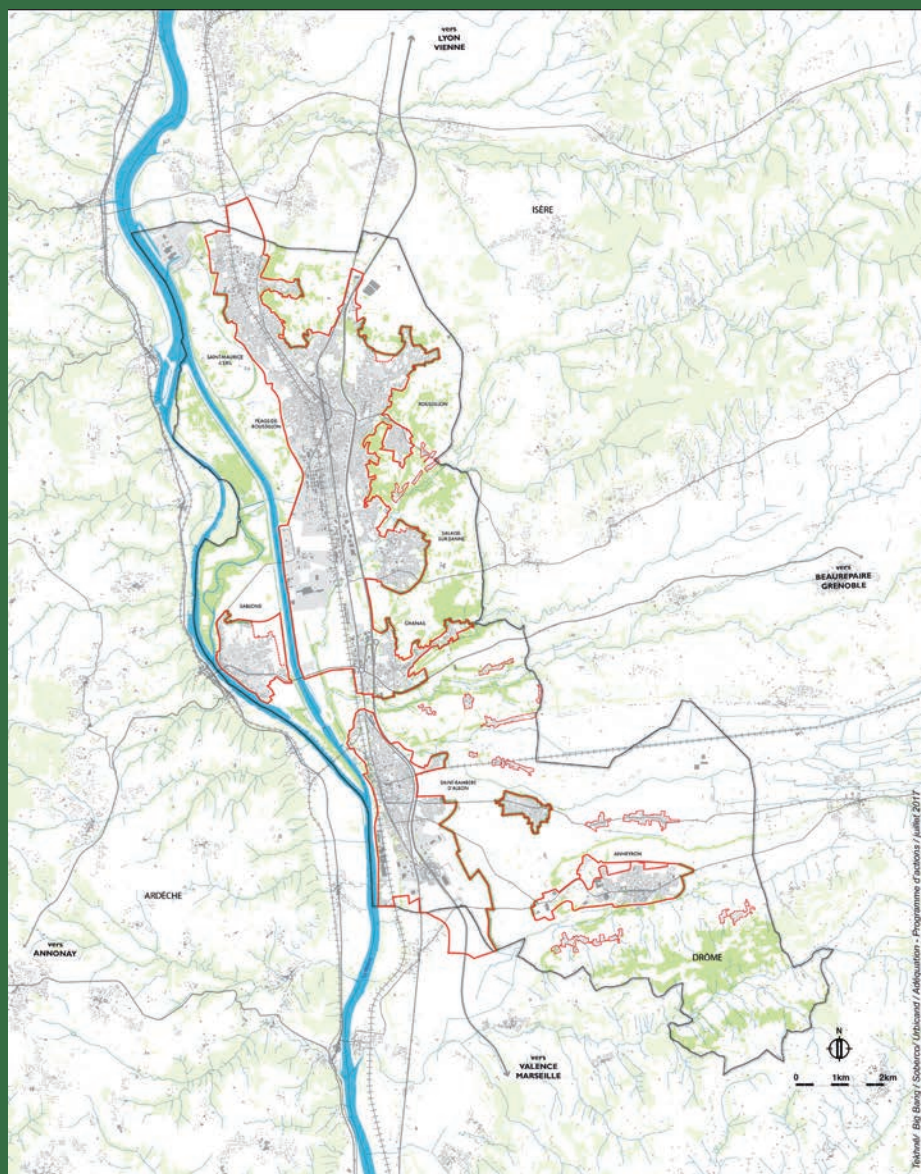 vers
LYON
VIENNE
ISÈRE
SAINT-MAURICE
L'EXIL
ROUSSILLON
PÉAGE-DE
ROUSSILLON
SALAISE
SUR SANNE
vers
BEAUREPAIRE
GRENOBLE
SABLONS
CHANAS
SAINT-RAMBERT
D'ALBON
ANNEYRON
ARDÈCHE
vers
ANNONAY
DRÔME
N
vers
VALENCE
MARSEILLE
0 1km 2km
Big Bang / Soberco/ Urbicand / Adéquation - Programme d'actions / juillet 2017